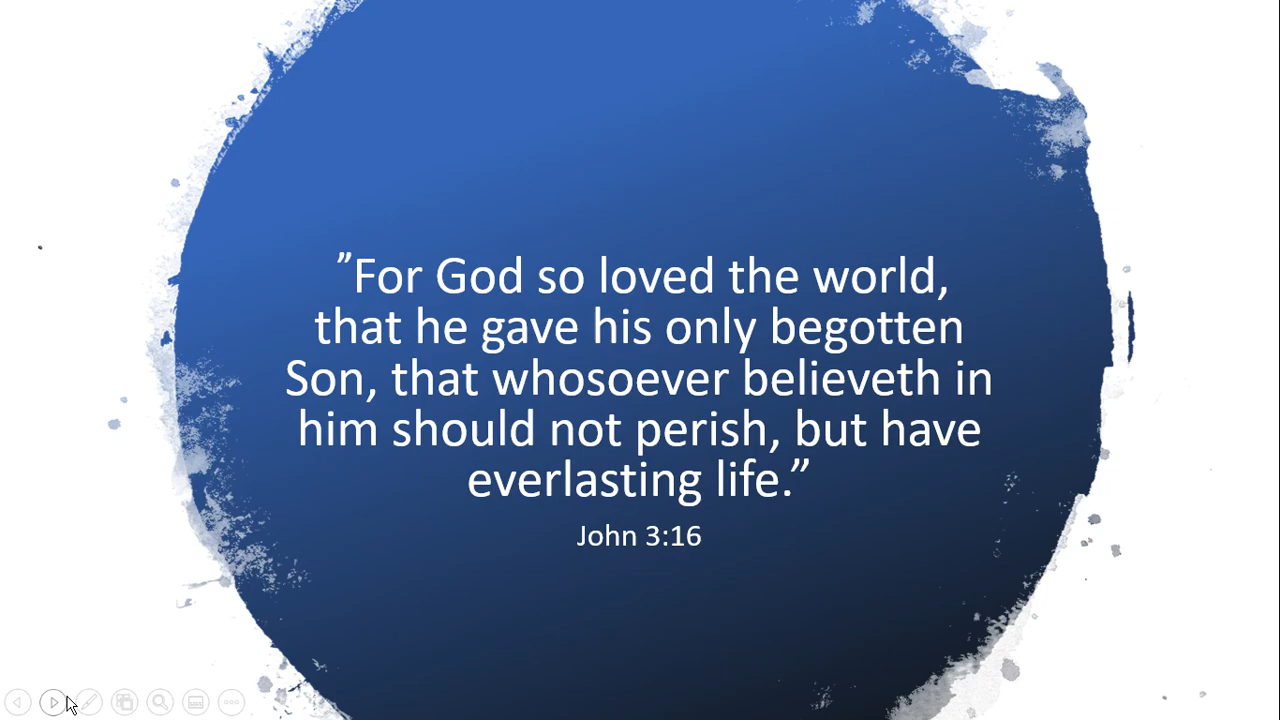 ”For God so loved the world,
that he gave his only begotten
Son, that whosoever believeth in
him should not perish, but have
everlasting life.”
John 3:16